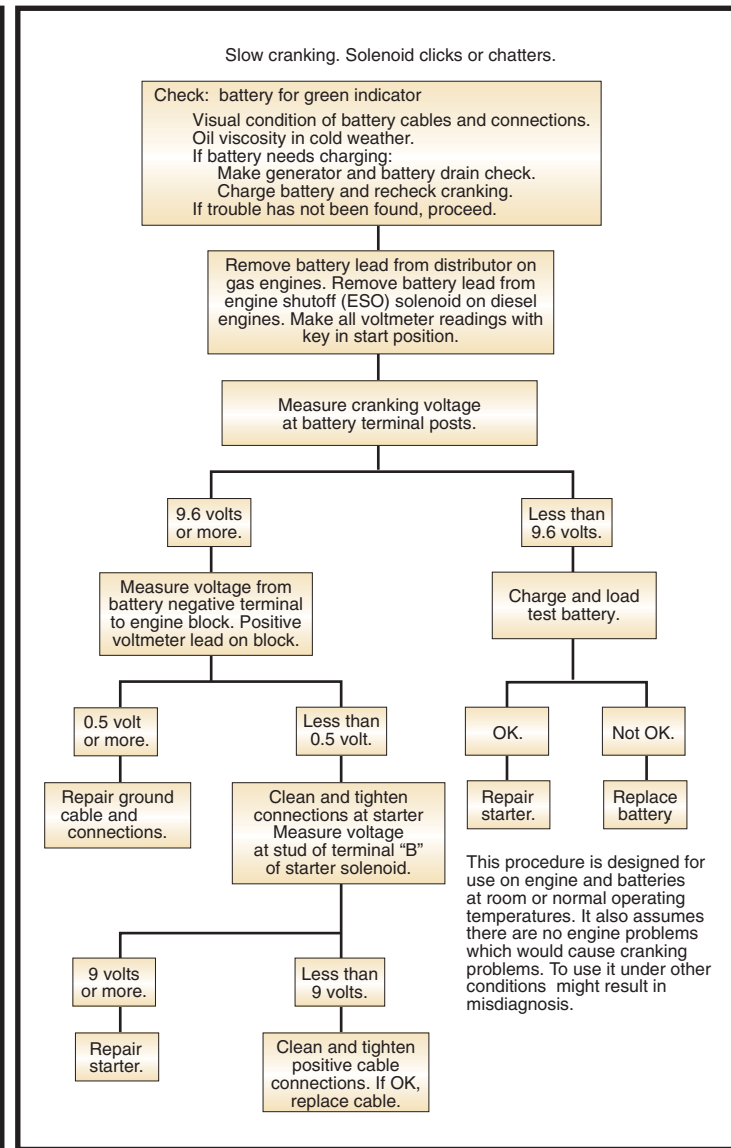 Slow cranking. Solenoid clicks or chatters.
Check: battery for green indicator
Visual condition of battery cables and connections.
Oil viscosity in cold weather.
If battery needs charging:
Make generator and battery drain check.
Charge battery and recheck cranking.
If trouble has not been found, proceed.
Remove battery lead from distributor on
gas engines. Remove battery lead from
engine shutoff (ESO) solenoid on diesel
engines. Make all voltmeter readings with
key in start position.
Measure cranking voltage
at battery terminal posts.
9.6 volts
or more.
Less than
9.6 volts.
Measure voltage from
battery negative terminal
to engine block. Positive
voltmeter lead on block.
Charge and load
test battery.
0.5 volt
or more.
Less than
0.5 volt.
OK.
Not OK.
Repair ground
cable and
connections.
Clean and tighten
connections at starter
Measure voltage
at stud of terminal “B”
of starter solenoid.
Repair
starter.
Replace
battery
This procedure is designed for
use on engine and batteries
at room or normal operating
temperatures. It also assumes
there are no engine problems
which would cause cranking
problems. To use it under other
conditions might result in
misdiagnosis.
9 volts
or more.
Less than
9 volts.
Repair
starter.
Clean and tighten
positive cable
connections. If OK,
replace cable.